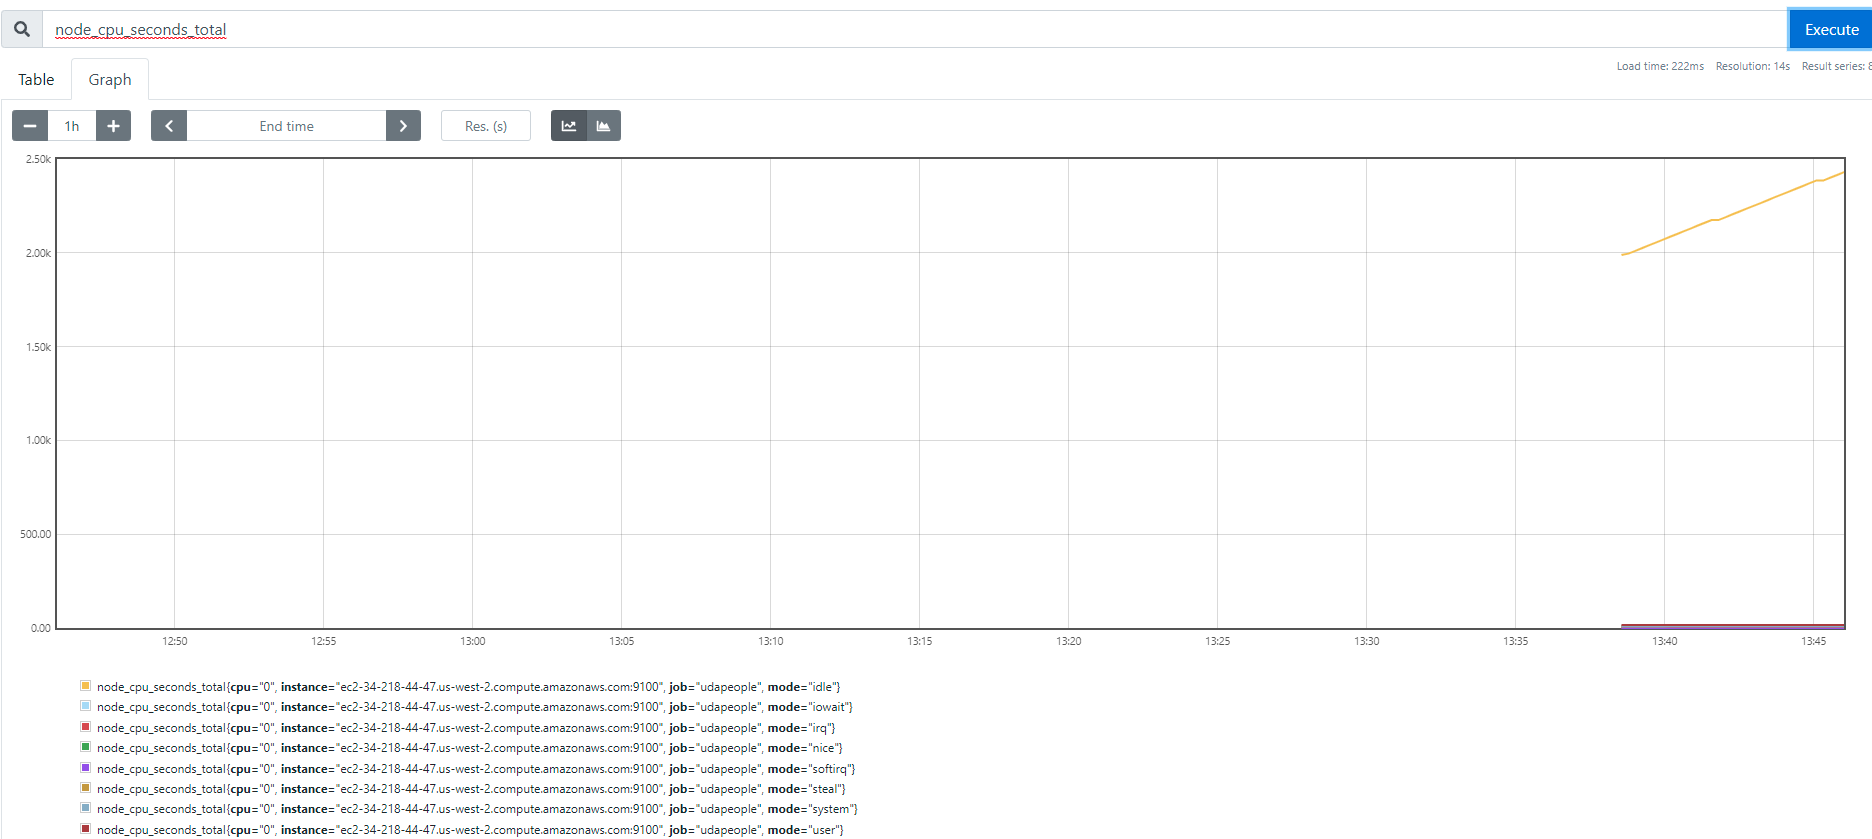 node_cpu_seconds_total
Execute
Load time: 222ms Resolution: 14s Result series: 8
Table Graph
1h End time Res. (s)
2.50k
2.00k
1.50k
1.00k
500.00
0.00
12:50 12:55 13:00 13:05 13:10 13:15 13:20 13:25 13:30 13:35 13:40 13:45
node_cpu_seconds_total{cpu="0", instance="ec2-34-218-44-47.us-west-2.compute.amazonaws.com:9100", job="udapeople", mode="idle"}
node_cpu_seconds_total{cpu="0", instance="ec2-34-218-44-47.us-west-2.compute.amazonaws.com:9100", job="udapeople", mode="iowait"}
node_cpu_seconds_total{cpu="0", instance="ec2-34-218-44-47.us-west-2.compute.amazonaws.com:9100", job="udapeople", mode="irq"}
node_cpu_seconds_total{cpu="0", instance="ec2-34-218-44-47.us-west-2.compute.amazonaws.com:9100", job="udapeople", mode="nice"}
node_cpu_seconds_total{cpu="0", instance="ec2-34-218-44-47.us-west-2.compute.amazonaws.com:9100", job="udapeople", mode="softirq"}
node_cpu_seconds_total{cpu="0", instance="ec2-34-218-44-47.us-west-2.compute.amazonaws.com:9100", job="udapeople", mode="steal"}
node_cpu_seconds_total{cpu="0", instance="ec2-34-218-44-47.us-west-2.compute.amazonaws.com:9100", job="udapeople", mode="system"}
node_cpu_seconds_total{cpu="0", instance="ec2-34-218-44-47.us-west-2.compute.amazonaws.com:9100", job="udapeople", mode="user"}